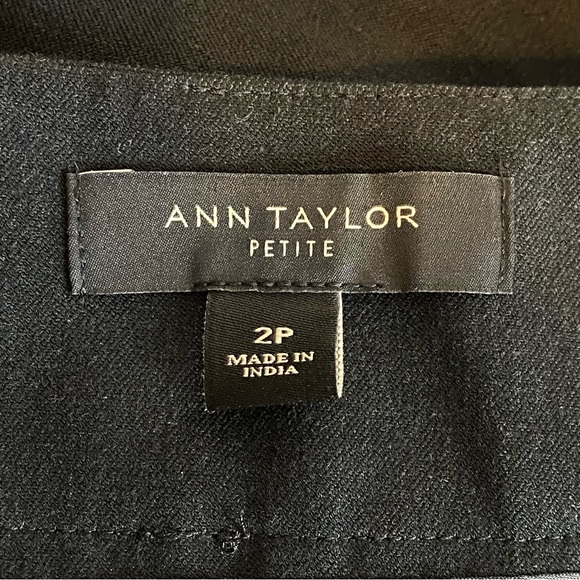 ANN TAYLOR
PETITE
2P
MADE IN
INDIA